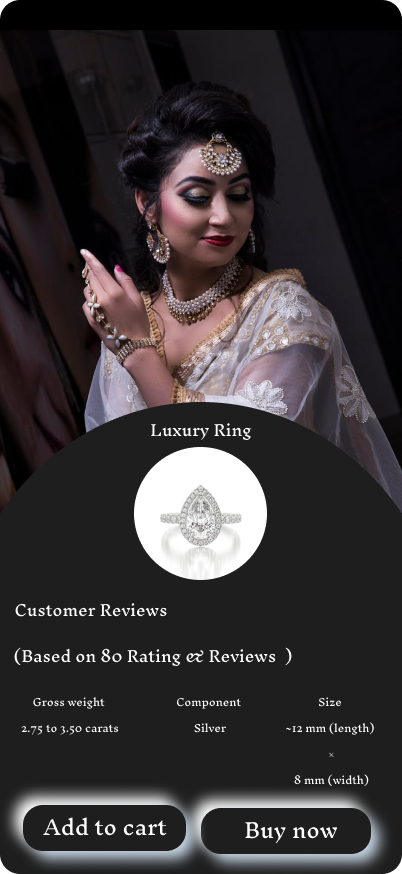 Luxury Ring
Customer Reviews
(Based on 80 Rating & Reviews )
Gross weight Component Size
2.75 to 3.50 carats Silver ~12 mm (length)
×
8 mm (width)
Add to cart Buy now